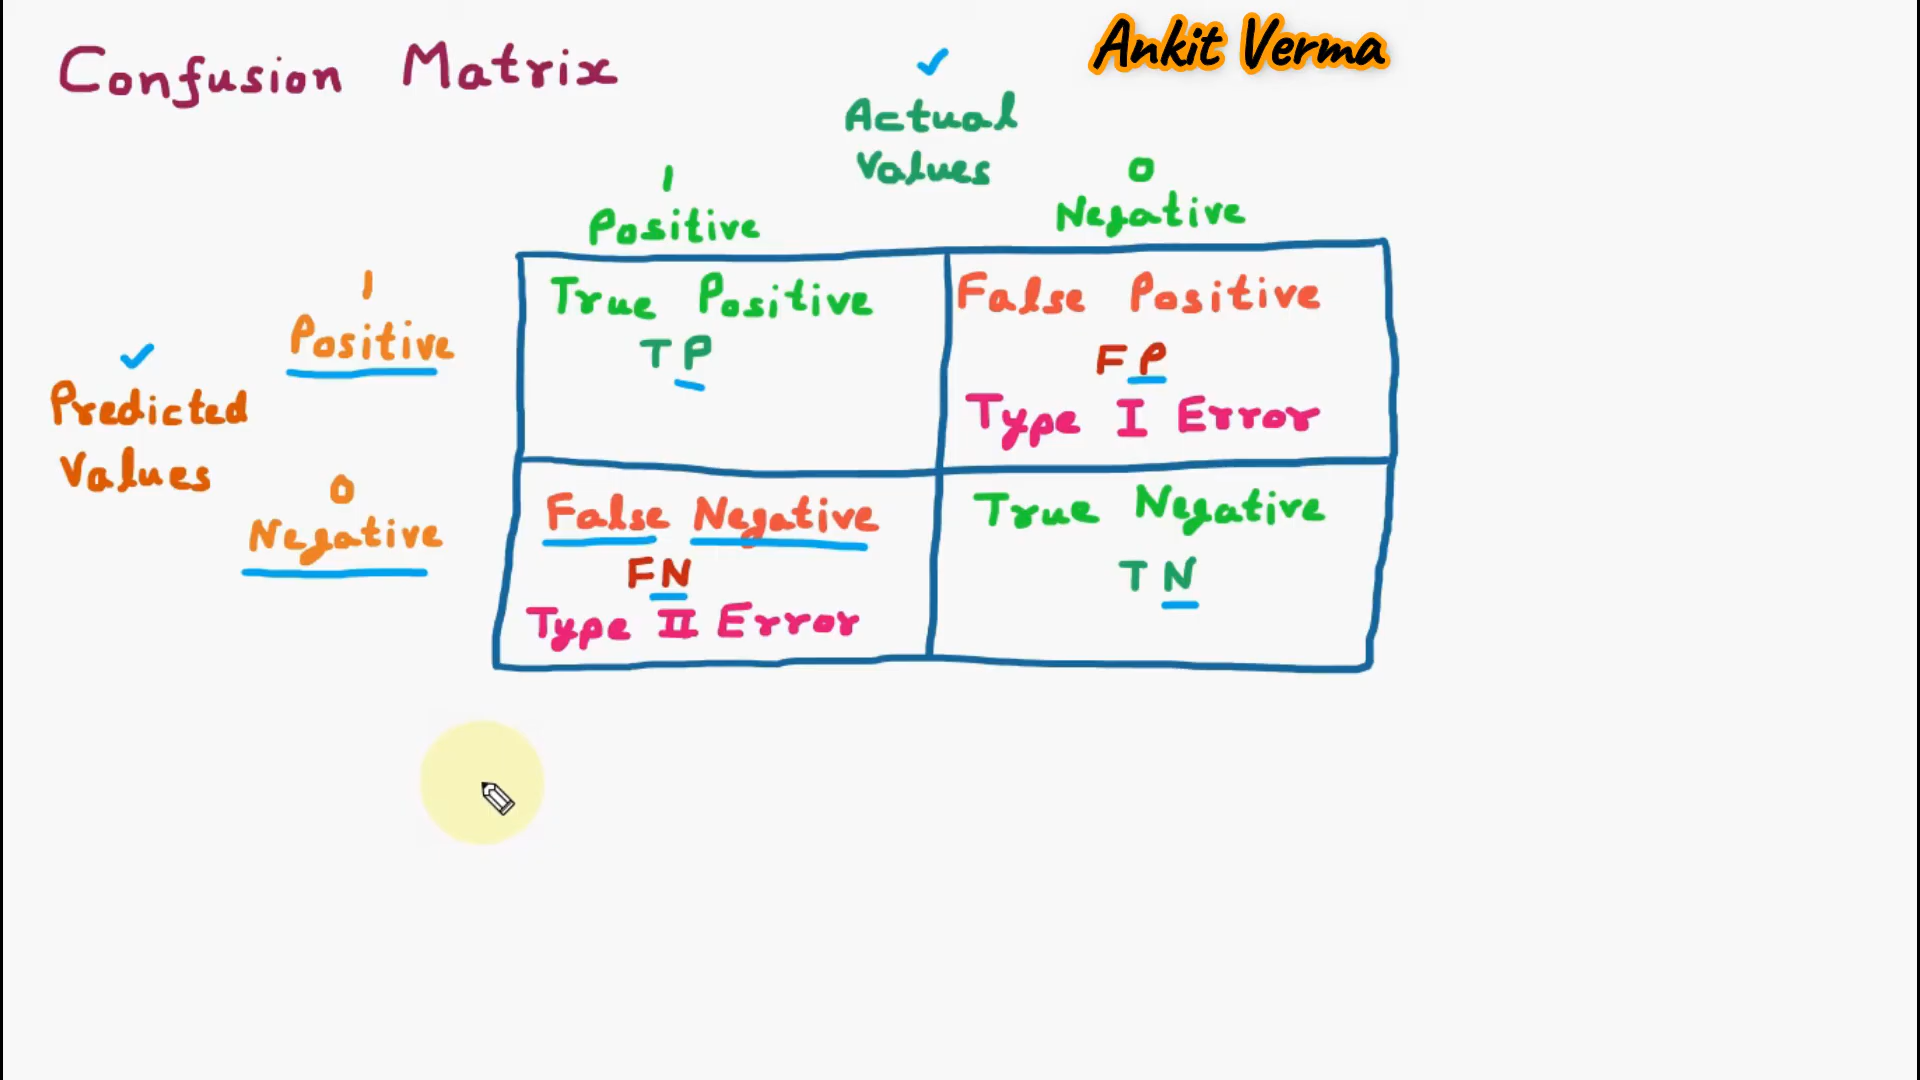 Confusion Matrix
Ankit Verma
Actual
Values
1
0
Positive
Negative
1
Positive
Predicted
Values
0
Negative
True Positive
TP
False Positive
FP
Type I Error
False Negative
FN
Type II Error
True Negative
TN